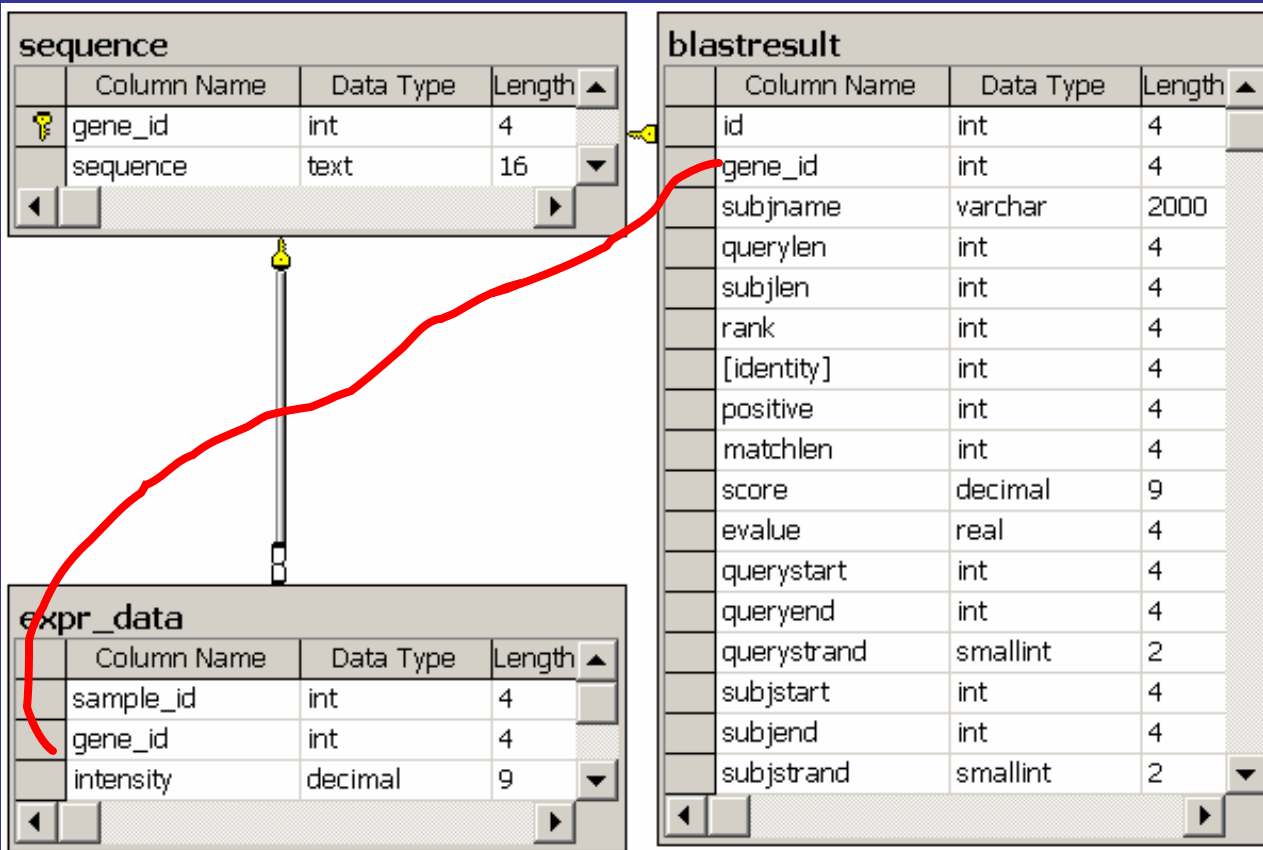 sequence
Column Name Data Type Length
gene_id int 4
sequence text 16
blastresult
Column Name Data Type Length
id int 4
gene_id int 4
subjname varchar 2000
querylen int 4
subjlen int 4
rank int 4
[identity] int 4
positive int 4
matchlen int 4
score decimal 9
evalue real 4
querystart int 4
queryend int 4
querystrand smallint 2
subjstart int 4
subjend int 4
subjstrand smallint 2
expr_data
Column Name Data Type Length
sample_id int 4
gene_id int 4
intensity decimal 9